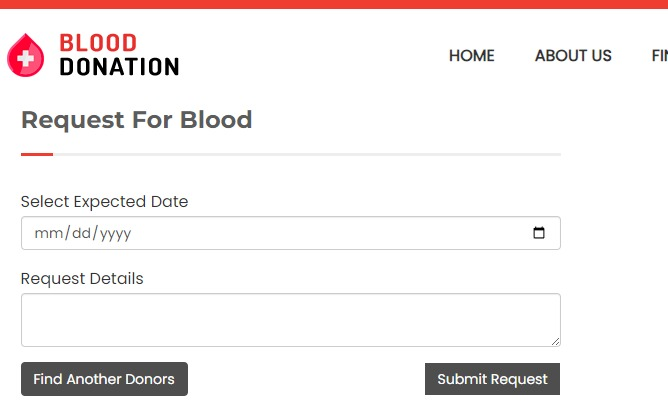 BLOOD
DONATION
HOME ABOUT US FI
Request For Blood
Select Expected Date
mm/dd/yyyy
Request Details
Find Another Donors Submit Request